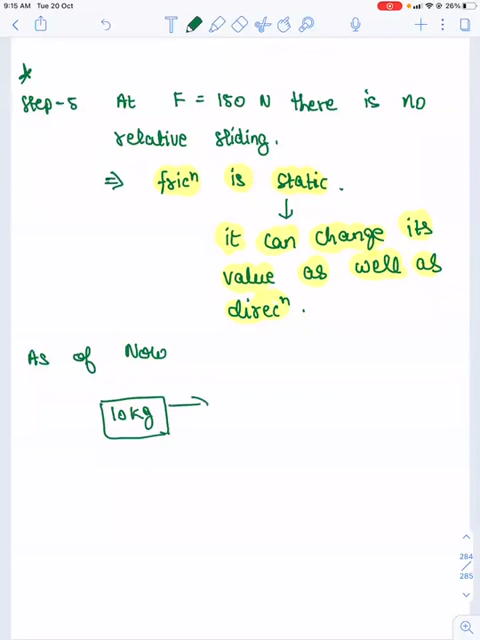 9:15 AM Tue 20 Oct
26%
Step-5 At F = 150 N there is no
relative sliding.
⇒ fricⁿ is static.
it can change its
value as well as
direcⁿ.
As of Now
10kg
284
/
285